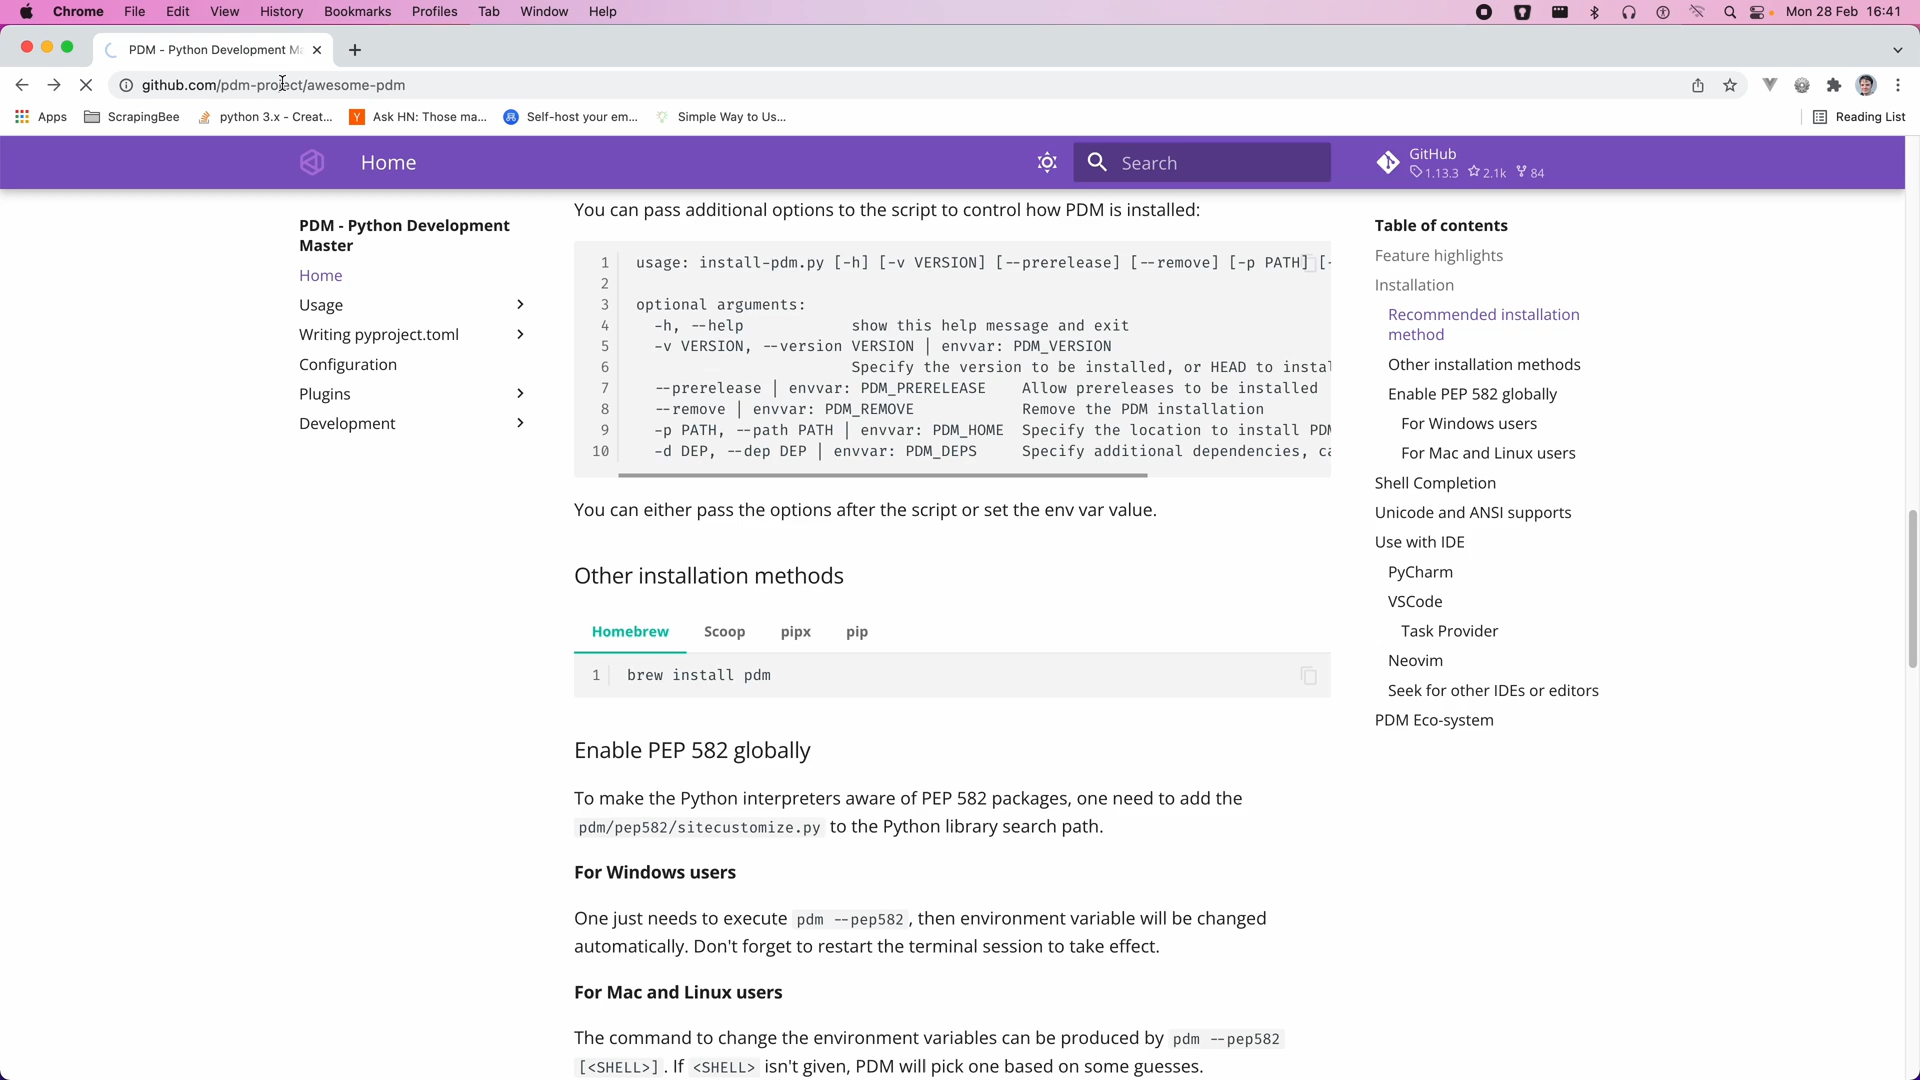 Chrome File Edit View History Bookmarks Profiles Tab Window Help Mon 28 Feb 16:41
PDM - Python Development Ma
github.com/pdm-project/awesome-pdm
Apps ScrapingBee python 3.x - Creat... Ask HN: Those ma... Self-host your em... Simple Way to Us... Reading List
Home Search GitHub
1.13.3 2.1k 84
PDM - Python Development
Master
Home
Usage
Writing pyproject.toml
Configuration
Plugins
Development
You can pass additional options to the script to control how PDM is installed:
1 usage: install-pdm.py [-h] [-v VERSION] [--prerelease] [--remove] [-p PATH] [-
2
3 optional arguments:
4 -h, --help show this help message and exit
5 -v VERSION, --version VERSION | envvar: PDM_VERSION
6 Specify the version to be installed, or HEAD to instal
7 --prerelease | envvar: PDM_PRERELEASE Allow prereleases to be installed
8 --remove | envvar: PDM_REMOVE Remove the PDM installation
9 -p PATH, --path PATH | envvar: PDM_HOME Specify the location to install PDM
10 -d DEP, --dep DEP | envvar: PDM_DEPS Specify additional dependencies, ca
You can either pass the options after the script or set the env var value.
Other installation methods
Homebrew Scoop pipx pip
1 brew install pdm
Enable PEP 582 globally
To make the Python interpreters aware of PEP 582 packages, one need to add the
pdm/pep582/sitecustomize.py to the Python library search path.
For Windows users
One just needs to execute pdm --pep582, then environment variable will be changed
automatically. Don't forget to restart the terminal session to take effect.
For Mac and Linux users
The command to change the environment variables can be produced by pdm --pep582
[<SHELL>]. If <SHELL> isn't given, PDM will pick one based on some guesses.
Table of contents
Feature highlights
Installation
Recommended installation
method
Other installation methods
Enable PEP 582 globally
For Windows users
For Mac and Linux users
Shell Completion
Unicode and ANSI supports
Use with IDE
PyCharm
VSCode
Task Provider
Neovim
Seek for other IDEs or editors
PDM Eco-system